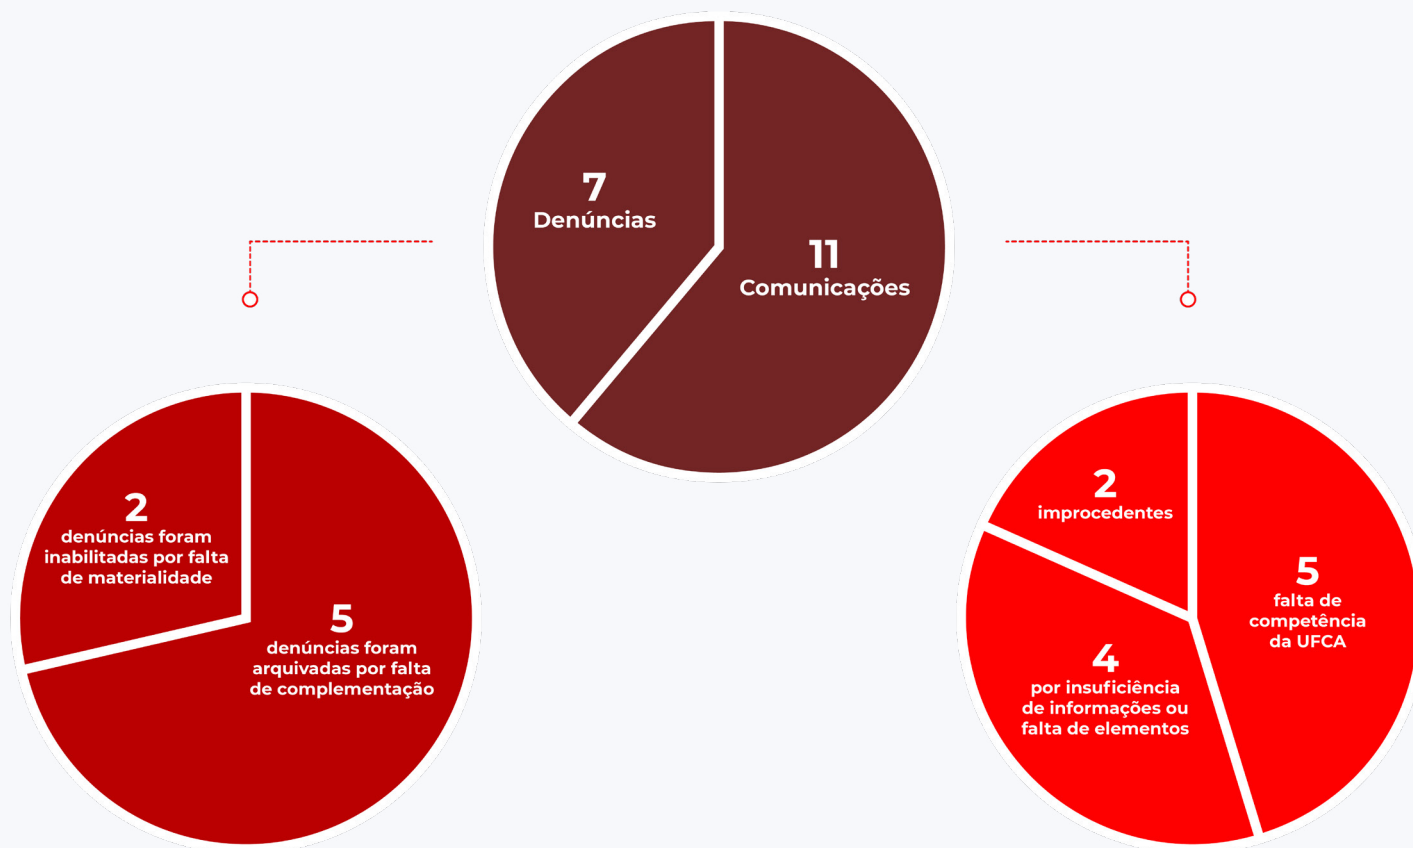 7
Denúncias
11
Comunicações
2
denúncias foram
inabilitadas por falta
de materialidade
5
denúncias foram
arquivadas por falta
de complementação
2
improcedentes
5
falta de
competência
da UFCA
4
por insuficiência
de informações ou
falta de elementos